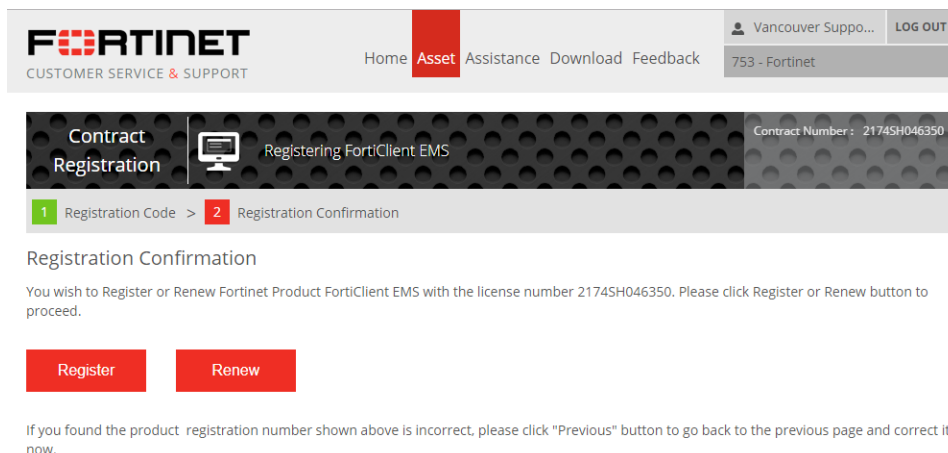 FORTINET
CUSTOMER SERVICE & SUPPORT
Home Asset Assistance Download Feedback
Vancouver Suppo... LOG OUT
753 - Fortinet
Contract
Registration
Registering FortiClient EMS
Contract Number : 2174SH046350
1 Registration Code > 2 Registration Confirmation
Registration Confirmation
You wish to Register or Renew Fortinet Product FortiClient EMS with the license number 2174SH046350. Please click Register or Renew button to
proceed.
Register Renew
If you found the product registration number shown above is incorrect, please click "Previous" button to go back to the previous page and correct it
now.